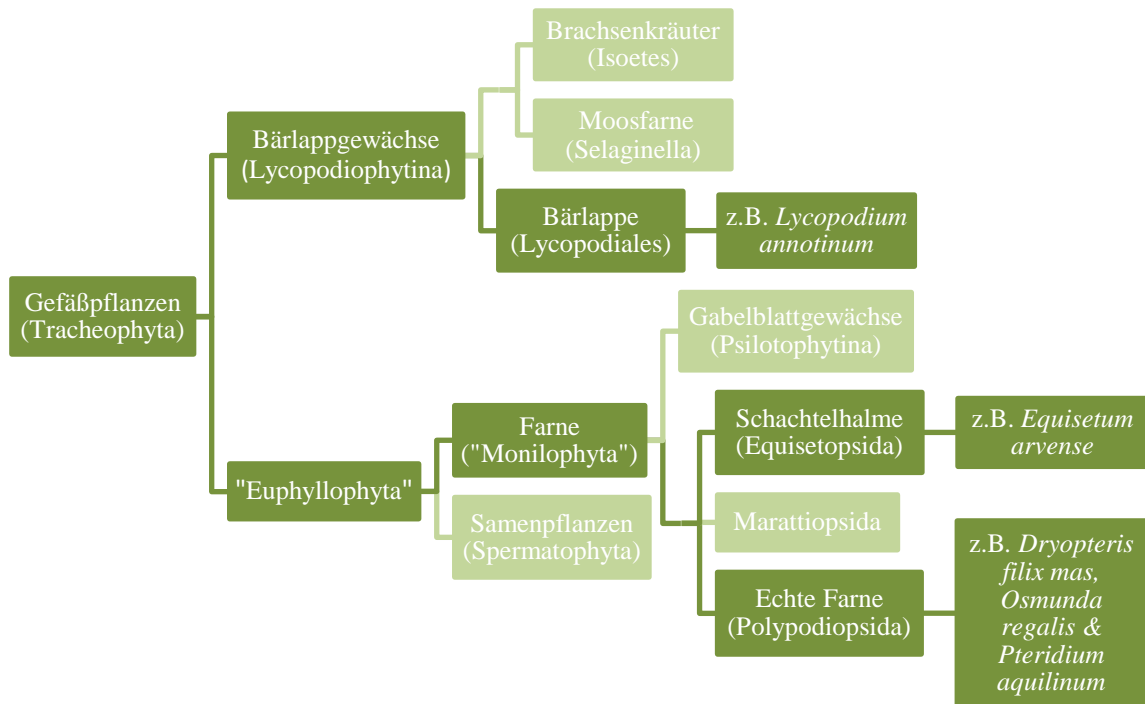 Brachsenkräuter
(Isoetes)
Moosfarne
(Selaginella)
Bärlappgewächse
(Lycopodiophytina)
Bärlappe
(Lycopodiales)
z.B. Lycopodium
annotinum
Gefäßpflanzen
(Tracheophyta)
Gabelblattgewächse
(Psilotophytina)
Schachtelhalme
(Equisetopsida)
z.B. Equisetum
arvense
Farne
("Monilophyta")
"Euphyllophyta"
Samenpflanzen
(Spermatophyta)
Marattiopsida
Echte Farne
(Polypodiopsida)
z.B. Dryopteris
filix mas,
Osmunda
regalis &
Pteridium
aquilinum